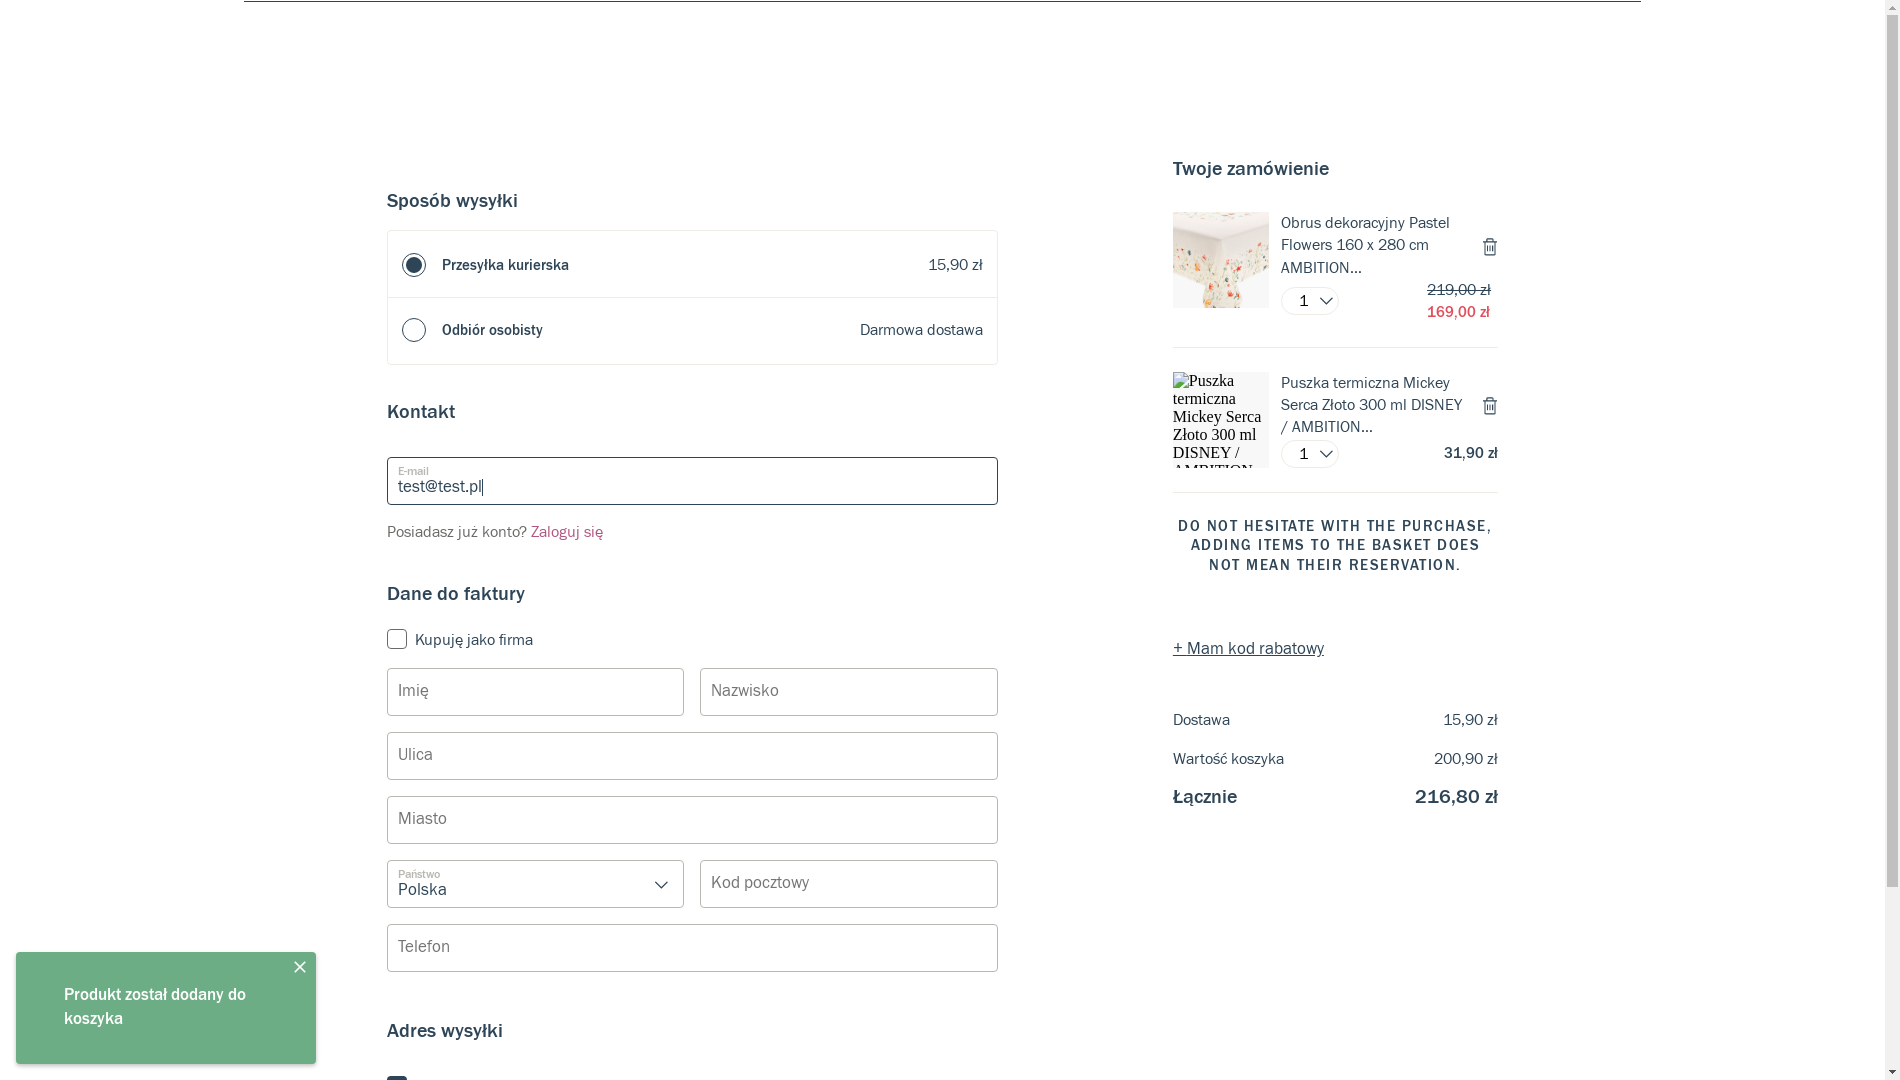 Sposób wysyłki
Przesyłka kurierska 15,90 zł
Odbiór osobisty Darmowa dostawa
Kontakt
E-mail
test@test.pl
Posiadasz już konto? Zaloguj się
Dane do faktury
Kupuję jako firma
Imię Nazwisko
Ulica
Miasto
Państwo
Polska
Kod pocztowy
Telefon
Adres wysyłki
Produkt został dodany do
koszyka
Twoje zamówienie
Obrus dekoracyjny Pastel
Flowers 160 x 280 cm
AMBITION...
1
219,00 zł
169,00 zł
Puszka
termiczna
Mickey Serca
Złoto 300 ml
DISNEY /
AMBITION
Puszka termiczna Mickey
Serca Złoto 300 ml DISNEY
/ AMBITION...
1 31,90 zł
DO NOT HESITATE WITH THE PURCHASE,
ADDING ITEMS TO THE BASKET DOES
NOT MEAN THEIR RESERVATION.
+ Mam kod rabatowy
Dostawa 15,90 zł
Wartość koszyka 200,90 zł
Łącznie 216,80 zł